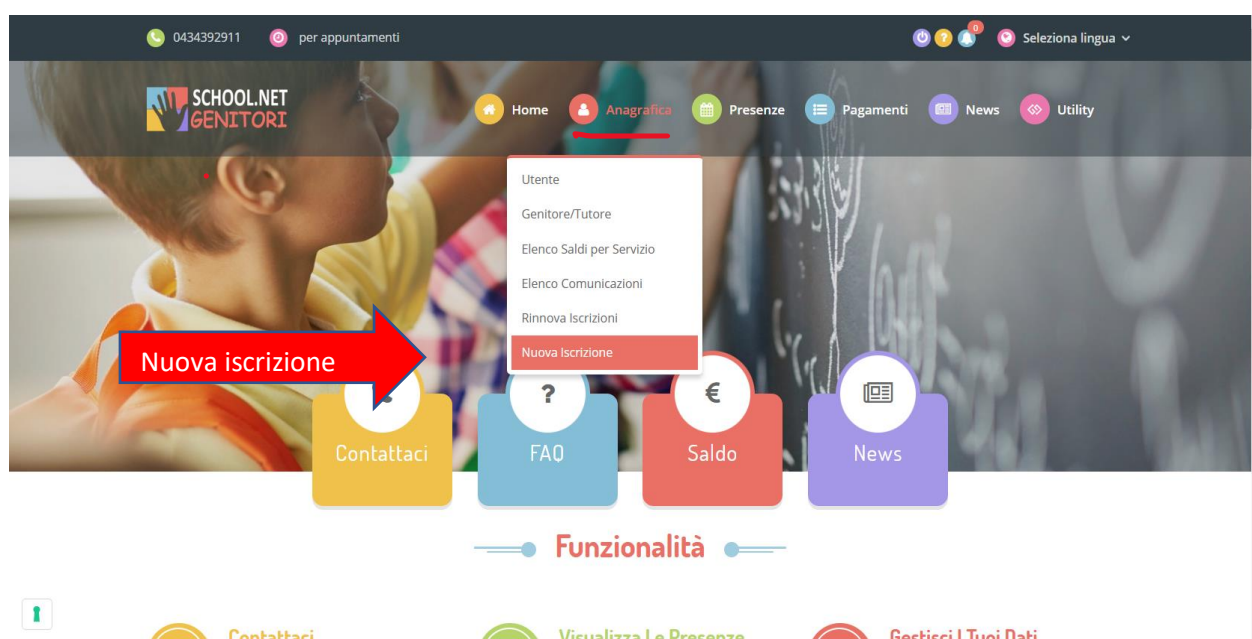 0434392911 per appuntamenti 0 Seleziona lingua
SCHOOL.NET
GENITORI
Home Anagrafica Presenze Pagamenti News Utility
Utente
Genitore/Tutore
Elenco Saldi per Servizio
Elenco Comunicazioni
Rinnova Iscrizioni
Nuova Iscrizione
Nuova iscrizione
? €
Contattaci FAQ Saldo News
Funzionalità
Contattaci Visualizza Le Presenze Gestisci I Tuoi Dati